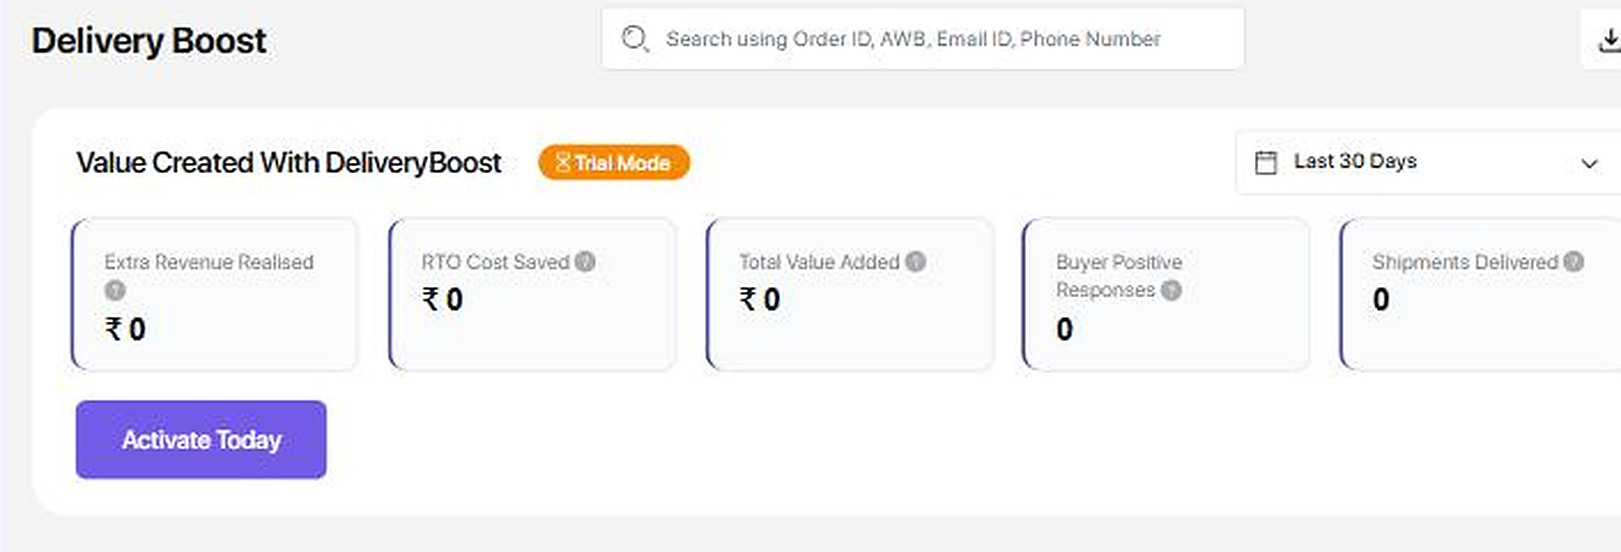 Delivery Boost
Search using Order ID, AWB, Email ID, Phone Number
Value Created With DeliveryBoost
Trial Mode
Last 30 Days
Extra Revenue Realised
?
₹ 0
RTO Cost Saved ?
₹ 0
Total Value Added ?
₹ 0
Buyer Positive
Responses ?
0
Shipments Delivered ?
0
Activate Today